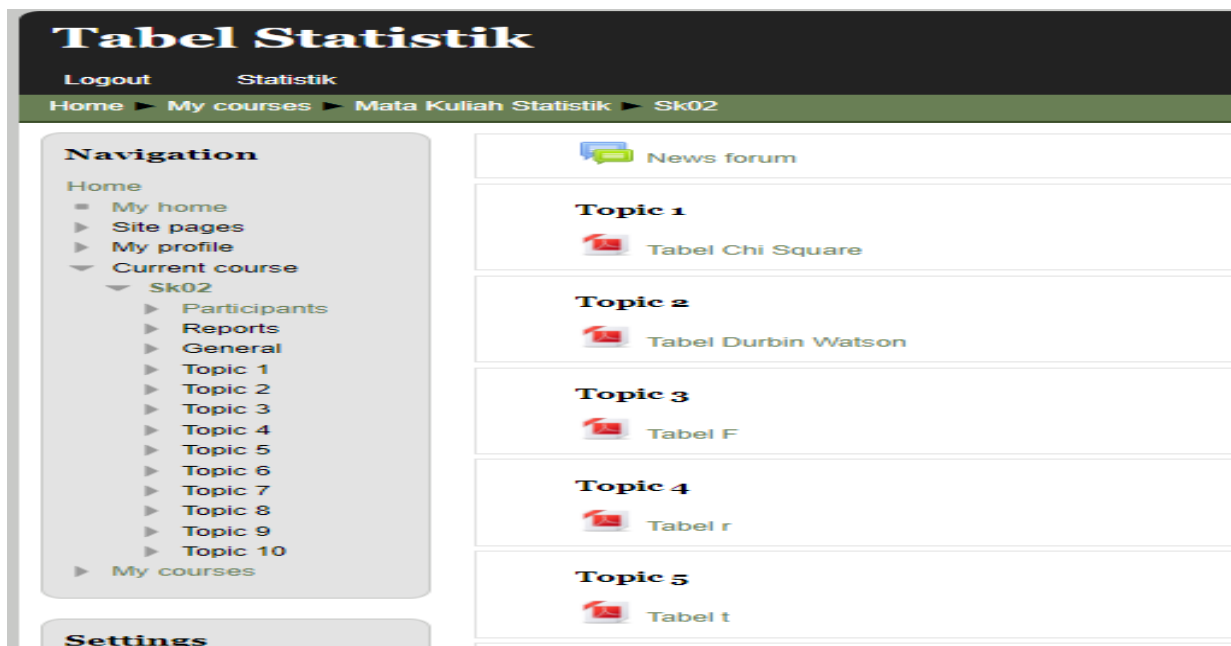 Tabel Statistik
Logout Statistik
Home ► My courses ► Mata Kuliah Statistik ► Sk02
Navigation
Home
My home
Site pages
My profile
Current course
Sk02
Participants
Reports
General
Topic 1
Topic 2
Topic 3
Topic 4
Topic 5
Topic 6
Topic 7
Topic 8
Topic 9
Topic 10
My courses
Settings
News forum
Topic 1
Tabel Chi Square
Topic 2
Tabel Durbin Watson
Topic 3
Tabel F
Topic 4
Tabel r
Topic 5
Tabel t